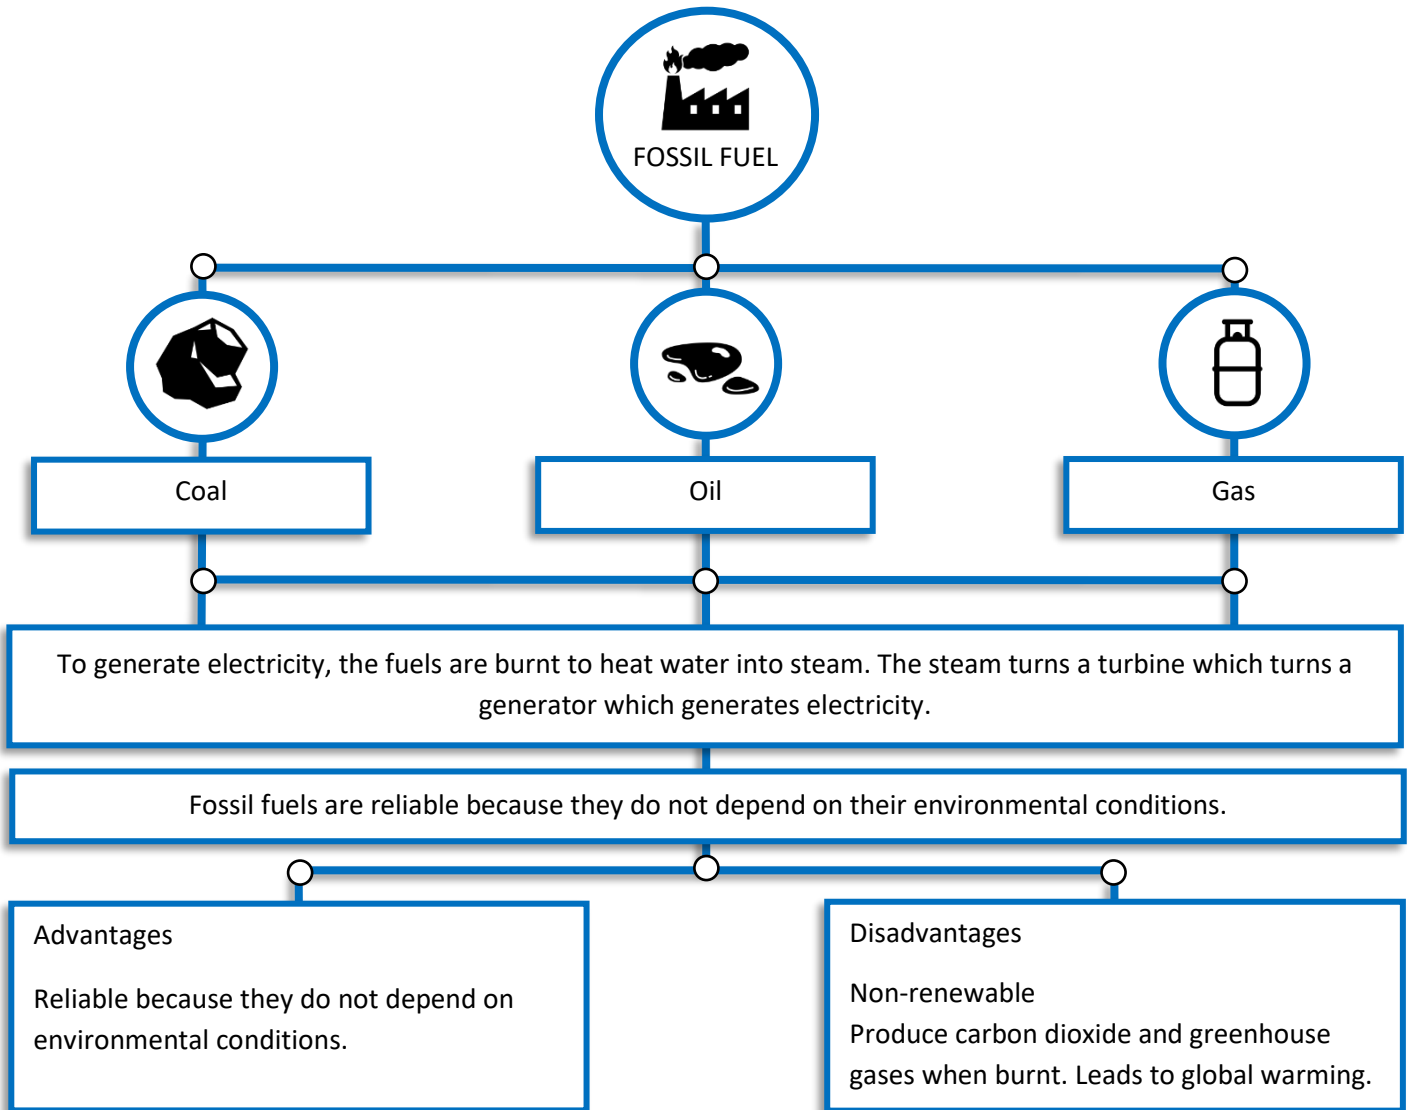 FOSSIL FUEL
Coal
Oil
Gas
To generate electricity, the fuels are burnt to heat water into steam. The steam turns a turbine which turns a
generator which generates electricity.
Fossil fuels are reliable because they do not depend on their environmental conditions.
Advantages
Reliable because they do not depend on
environmental conditions.
Disadvantages
Non-renewable
Produce carbon dioxide and greenhouse
gases when burnt. Leads to global warming.